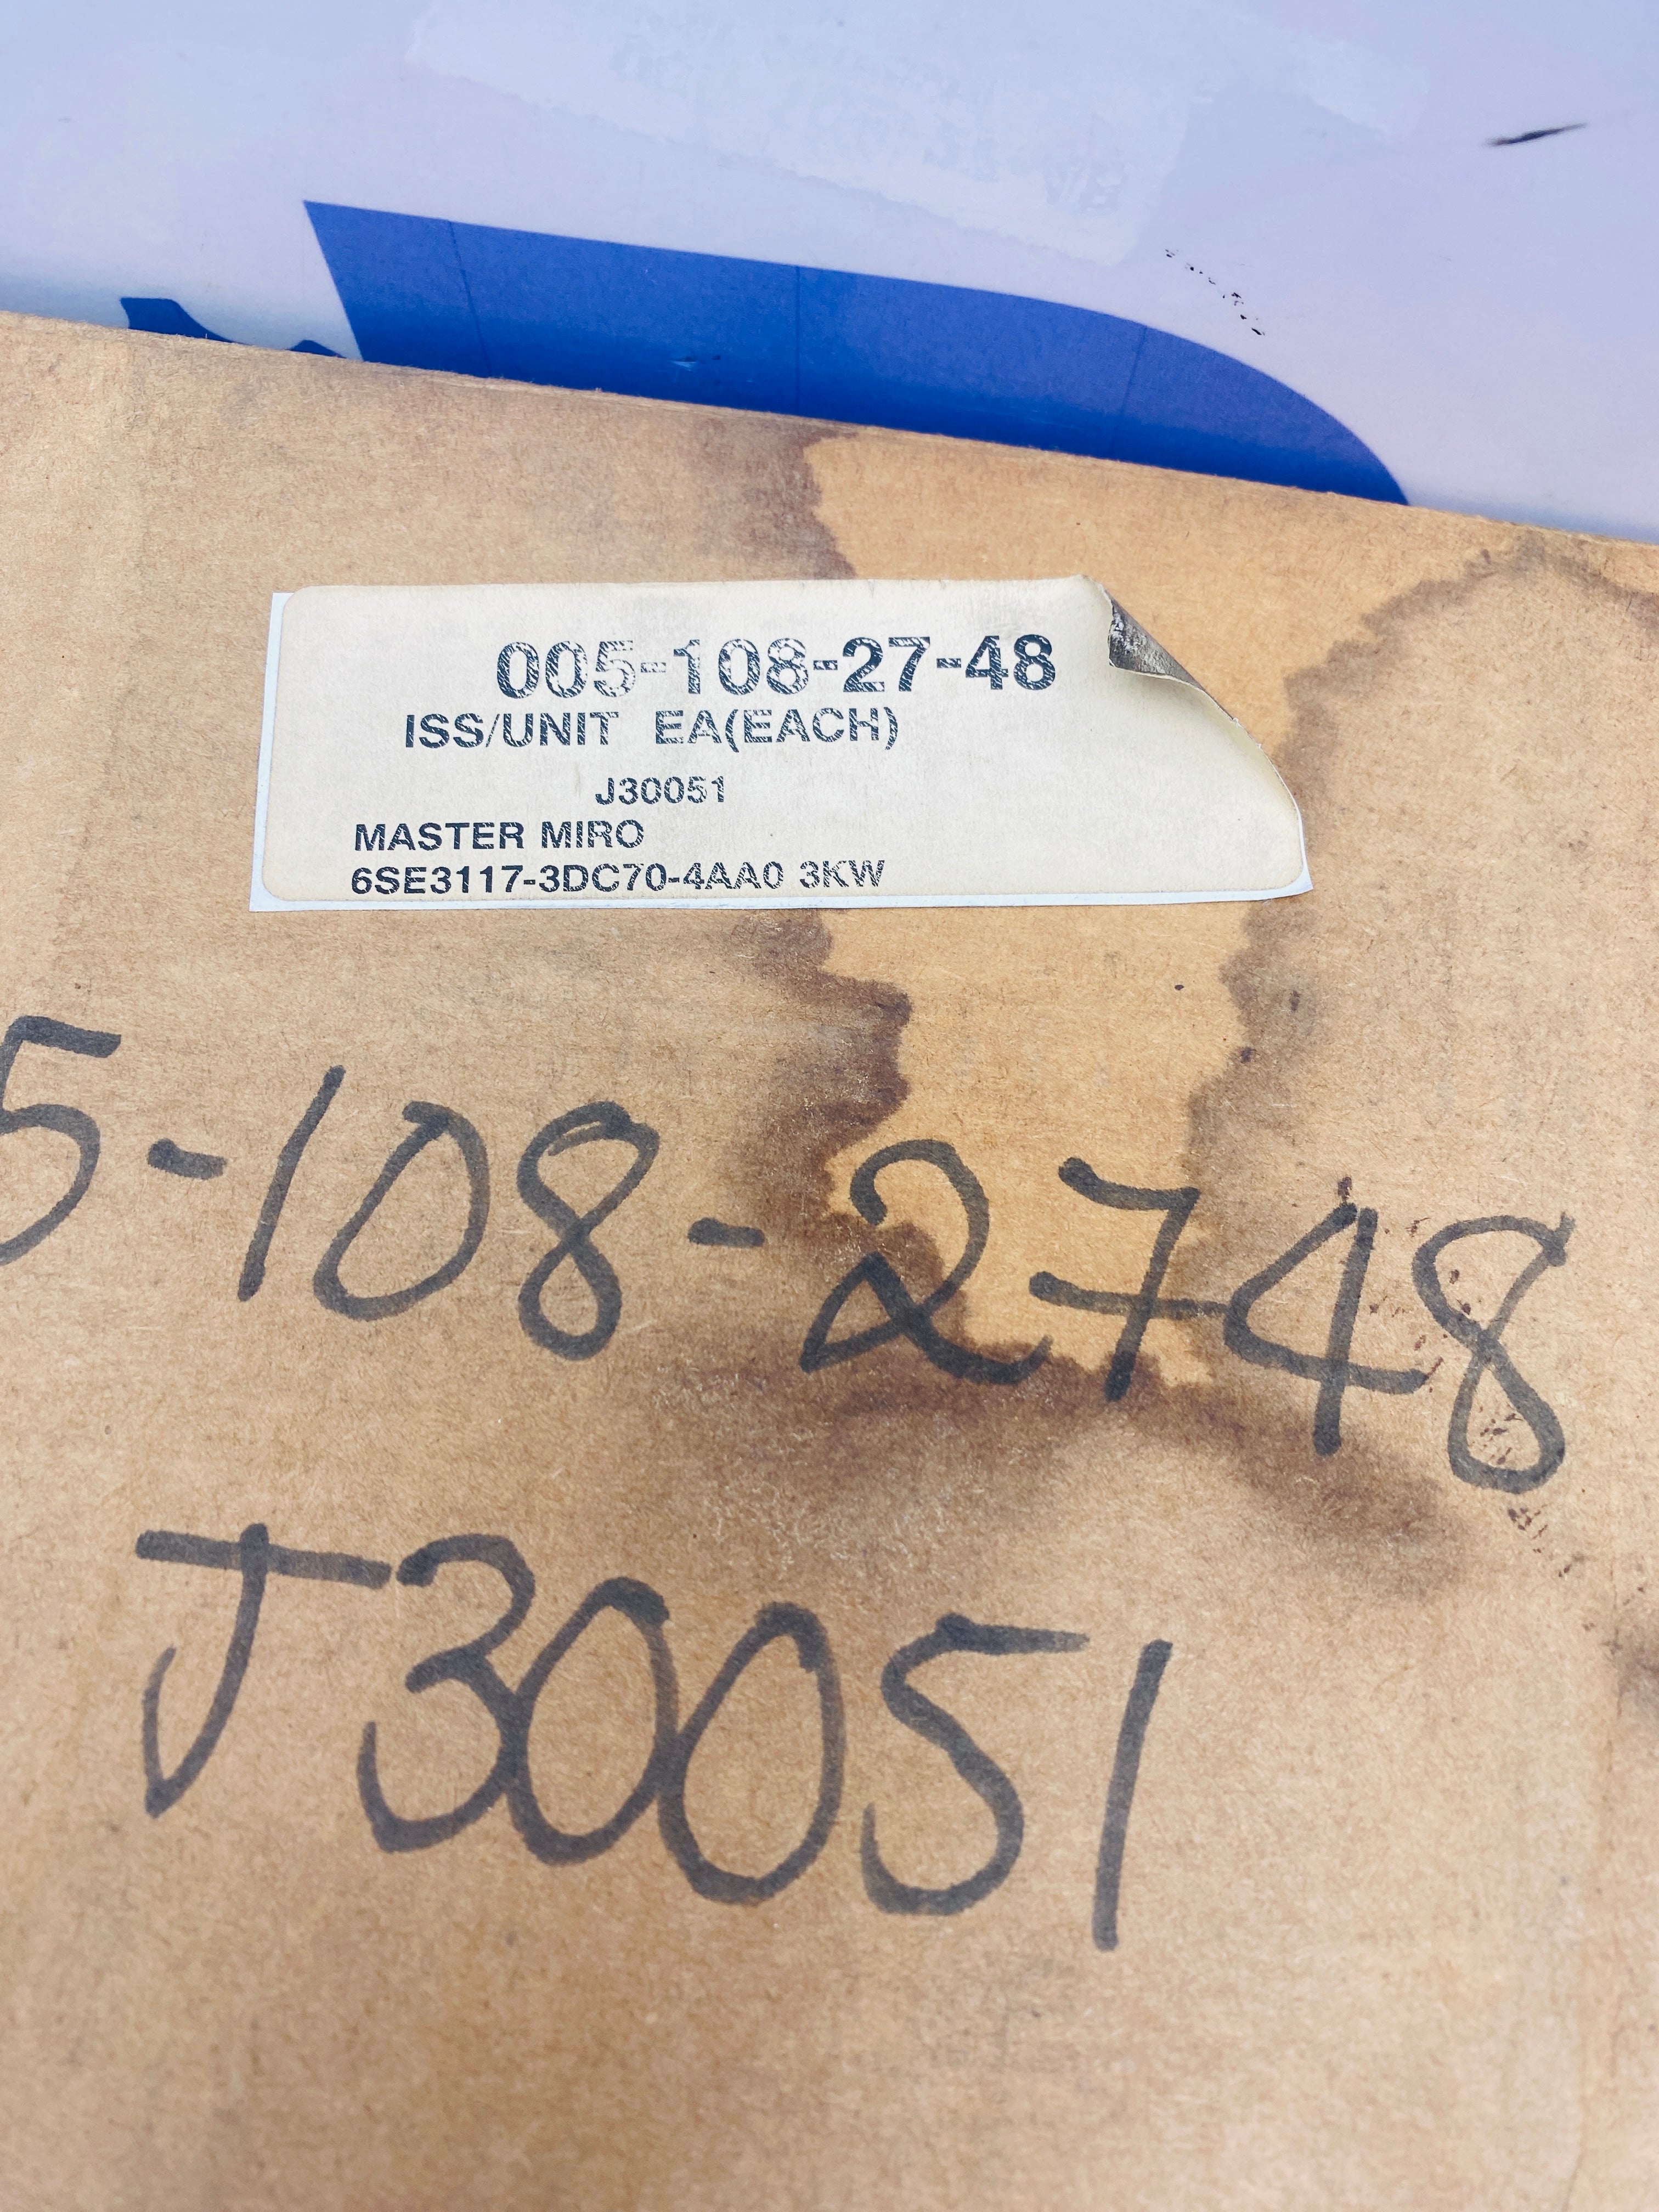 005-108-27-48
ISS/UNIT EA(EACH)
J30051
MASTER MIRO
6SE3117-3DC70-4AA0 3KW
5-108-2748
J30051